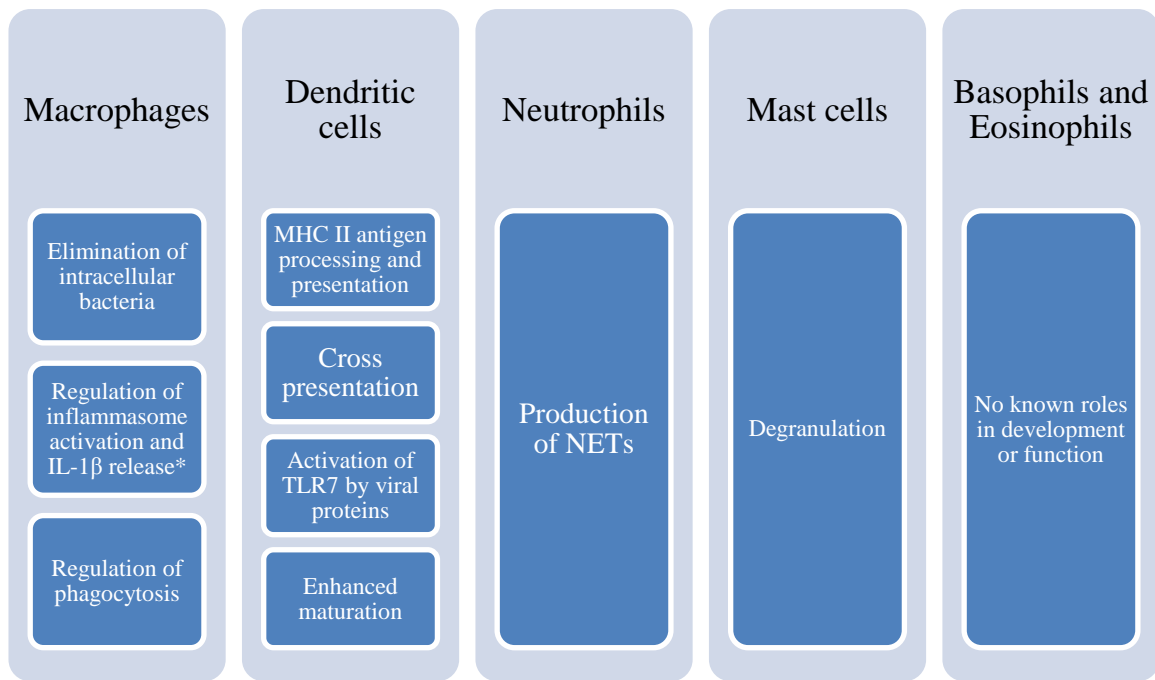 Macrophages
Elimination of
intracellular
bacteria
Regulation of
inflammasome
activation and
IL-1β release*
Regulation of
phagocytosis
Dendritic
cells
MHC II antigen
processing and
presentation
Cross
presentation
Activation of
TLR7 by viral
proteins
Enhanced
maturation
Neutrophils
Production
of NETs
Mast cells
Degranulation
Basophils and
Eosinophils
No known roles
in development
or function